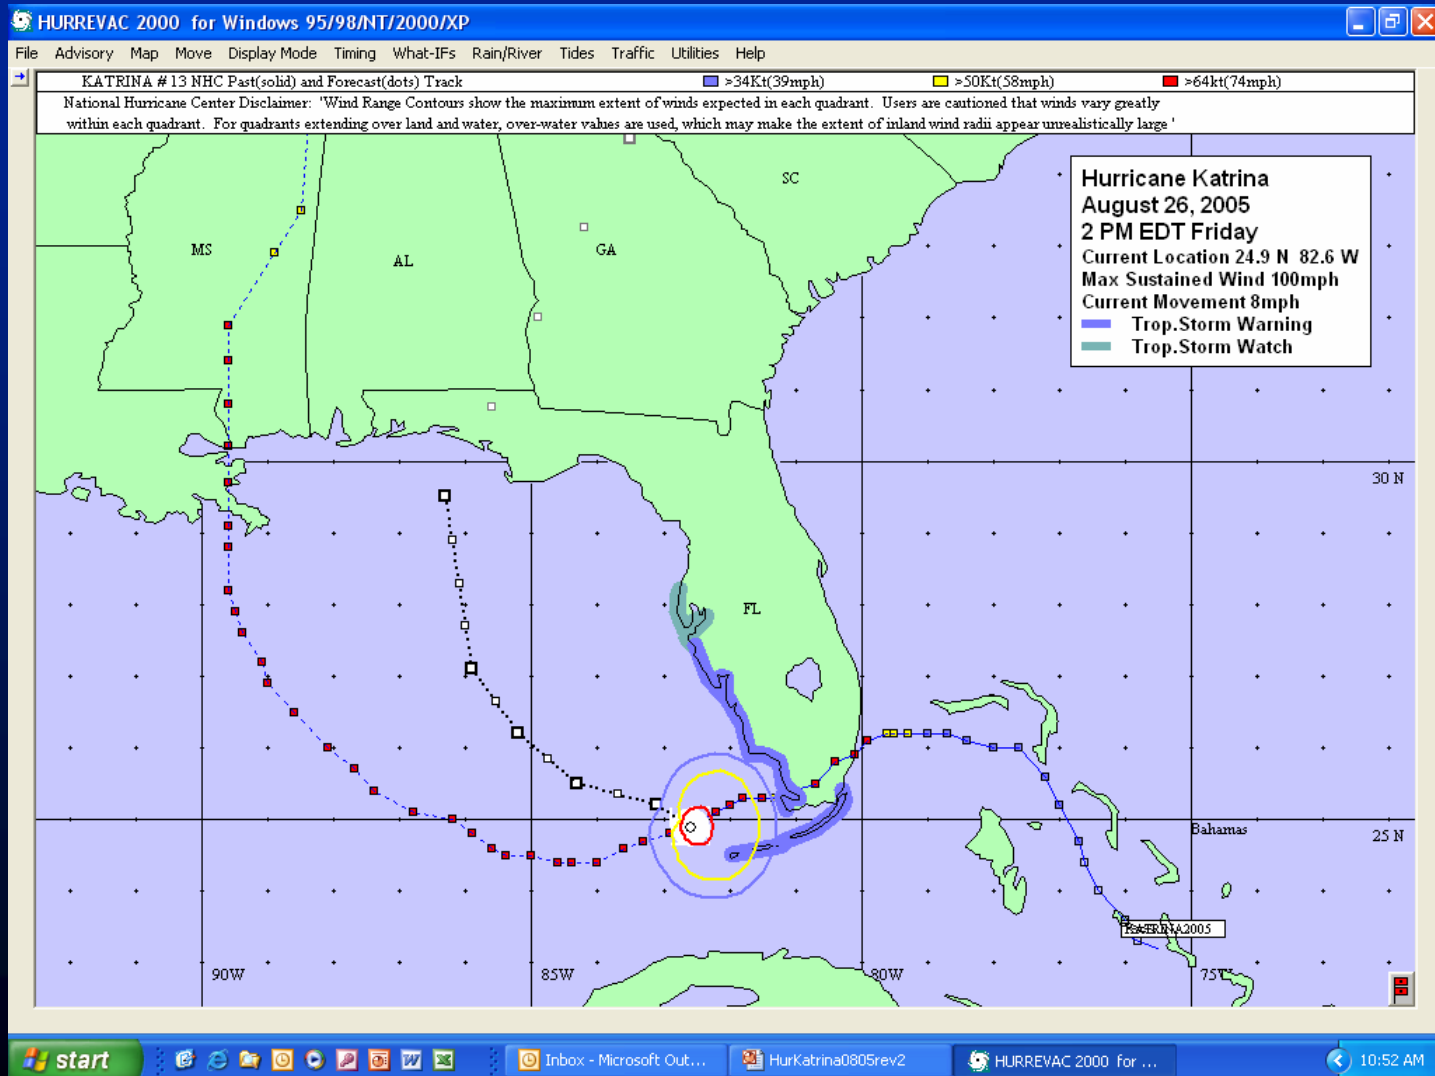 HURREVAC 2000 for Windows 95/98/NT/2000/XP
File Advisory Map Move Display Mode Timing What-IFs Rain/River Tides Traffic Utilities Help
KATRINA # 13 NHC Past(solid) and Forecast(dots) Track >34Kt(39mph) >50Kt(58mph) >64kt(74mph)
National Hurricane Center Disclaimer: 'Wind Range Contours show the maximum extent of winds expected in each quadrant. Users are cautioned that winds vary greatly
within each quadrant. For quadrants extending over land and water, over-water values are used, which may make the extent of inland wind radii appear unrealistically large '
Hurricane Katrina
August 26, 2005
2 PM EDT Friday
Current Location 24.9 N 82.6 W
Max Sustained Wind 100mph
Current Movement 8mph
Trop.Storm Warning
Trop.Storm Watch
SC
MS
AL
GA
30 N
FL
Bahamas
25 N
90W
85W
80W
75W
start
Inbox - Microsoft Out...
HurKatrina0805rev2
HURREVAC 2000 for ...
10:52 AM